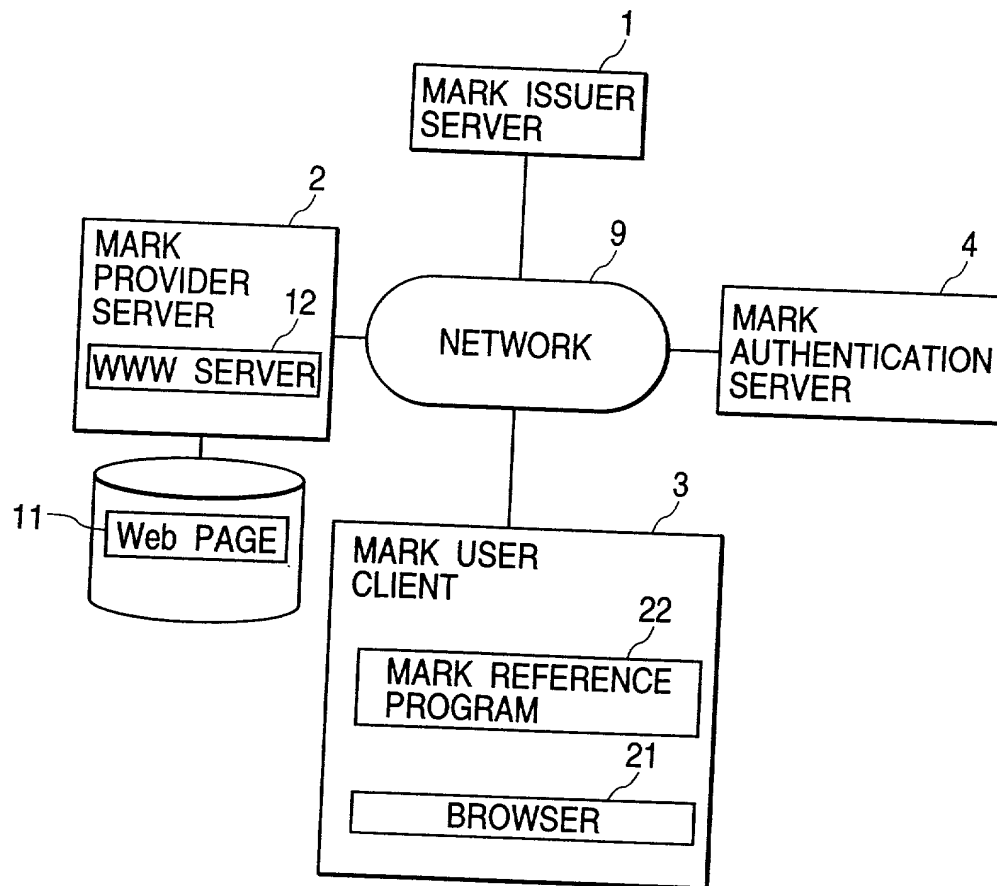 1
MARK ISSUER
SERVER
2
MARK
PROVIDER
SERVER
12
WWW SERVER
9
NETWORK
4
MARK
AUTHENTICATION
SERVER
11
Web PAGE
3
MARK USER
CLIENT
22
MARK REFERENCE
PROGRAM
21
BROWSER